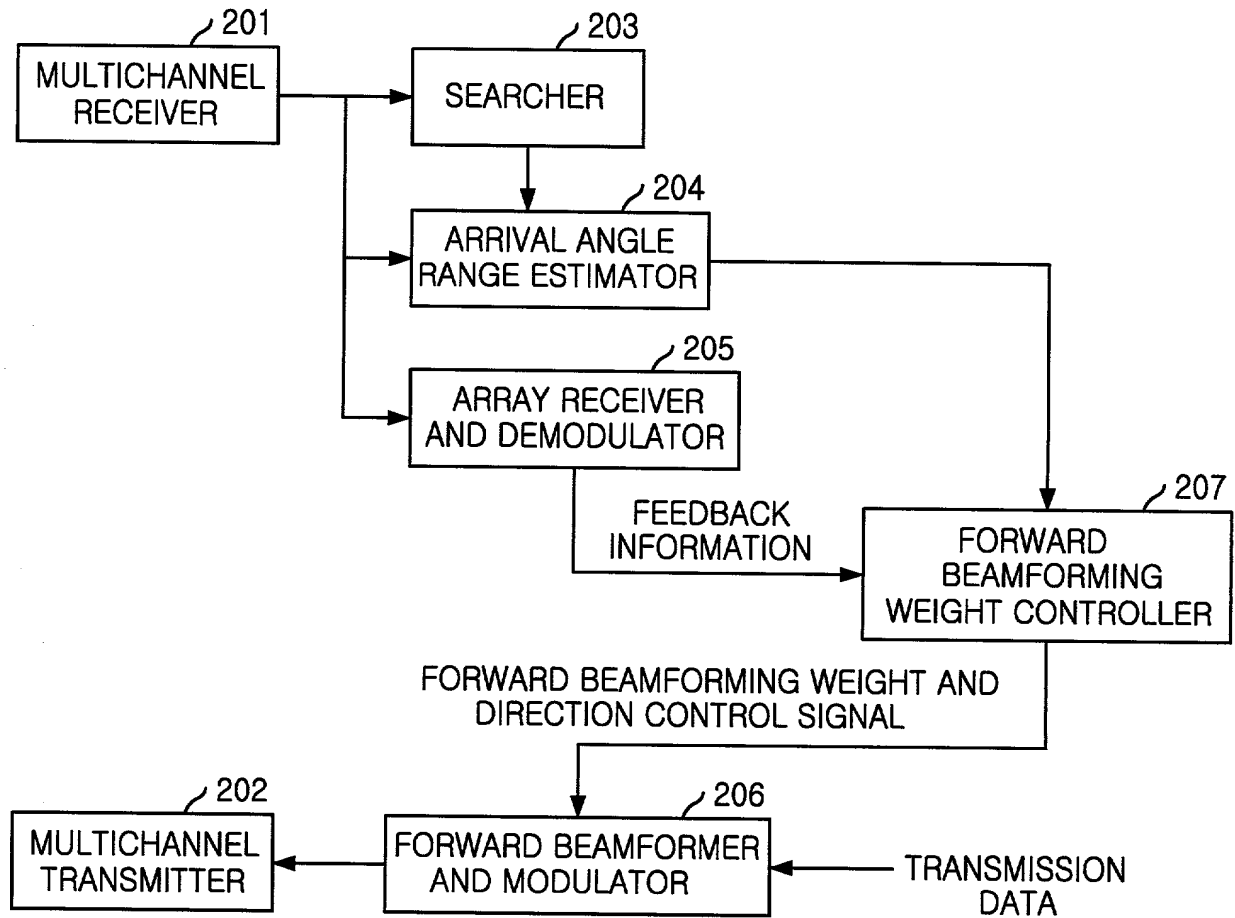 201
MULTICHANNEL
RECEIVER
203
SEARCHER
204
ARRIVAL ANGLE
RANGE ESTIMATOR
205
ARRAY RECEIVER
AND DEMODULATOR
FEEDBACK
INFORMATION
207
FORWARD
BEAMFORMING
WEIGHT CONTROLLER
FORWARD BEAMFORMING WEIGHT AND
DIRECTION CONTROL SIGNAL
202
MULTICHANNEL
TRANSMITTER
206
FORWARD BEAMFORMER
AND MODULATOR
TRANSMISSION
DATA